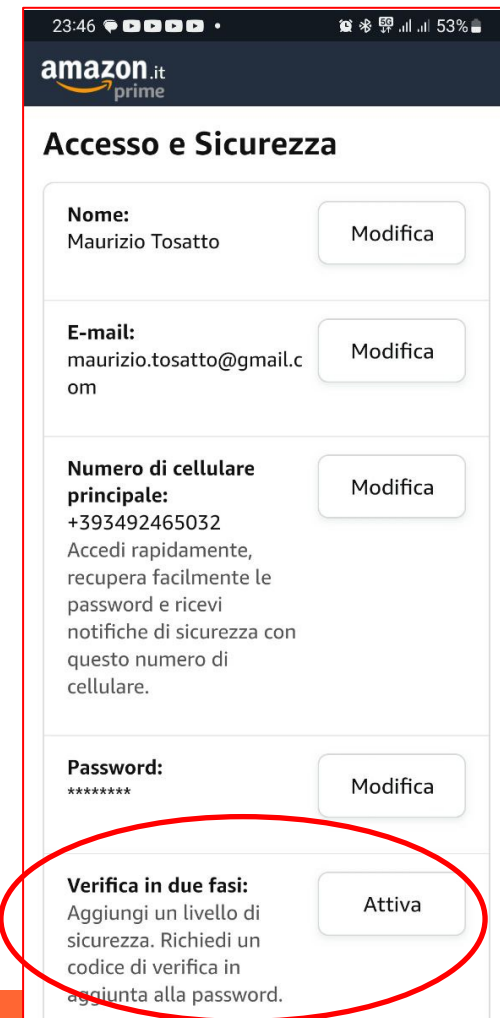 23:46
53%
amazon.it
prime
Accesso e Sicurezza
Nome:
Maurizio Tosatto
Modifica
E-mail:
maurizio.tosatto@gmail.c
om
Modifica
Numero di cellulare
principale:
+393492465032
Accedi rapidamente,
recupera facilmente le
password e ricevi
notifiche di sicurezza con
questo numero di
cellulare.
Modifica
Password:
********
Modifica
Verifica in due fasi:
Aggiungi un livello di
sicurezza. Richiedi un
codice di verifica in
aggiunta alla password.
Attiva